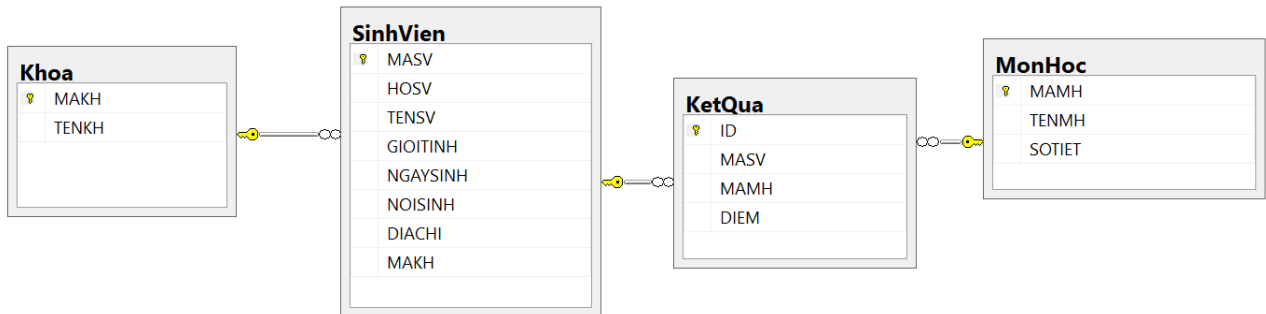 Khoa
MAKH
TENKH
SinhVien
MASV
HOSV
TENSV
GIOITINH
NGAYSINH
NOISINH
DIACHI
MAKH
KetQua
ID
MASV
MAMH
DIEM
MonHoc
MAMH
TENMH
SOTIET